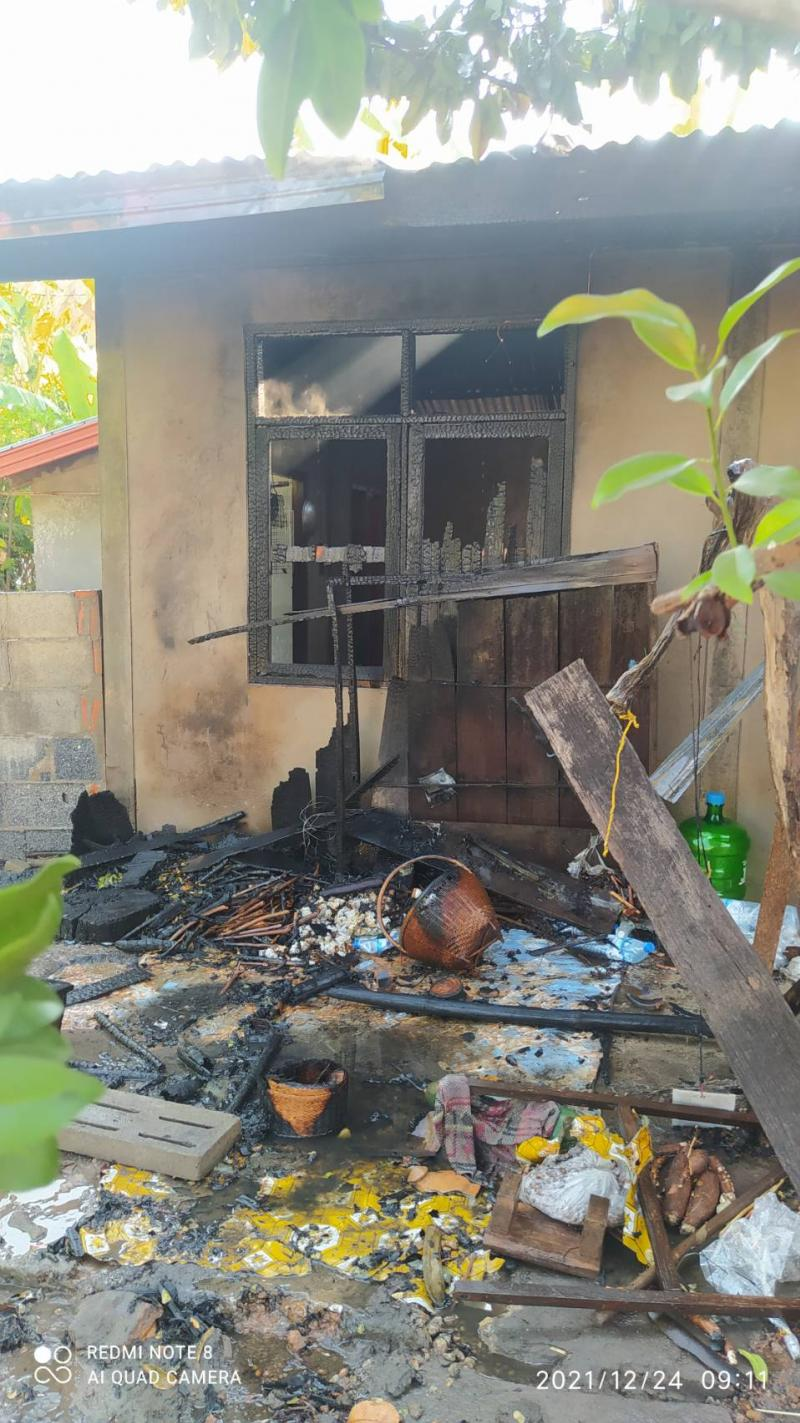 REDMI NOTE 8
AI QUAD CAMERA
2021/12/24 09:11